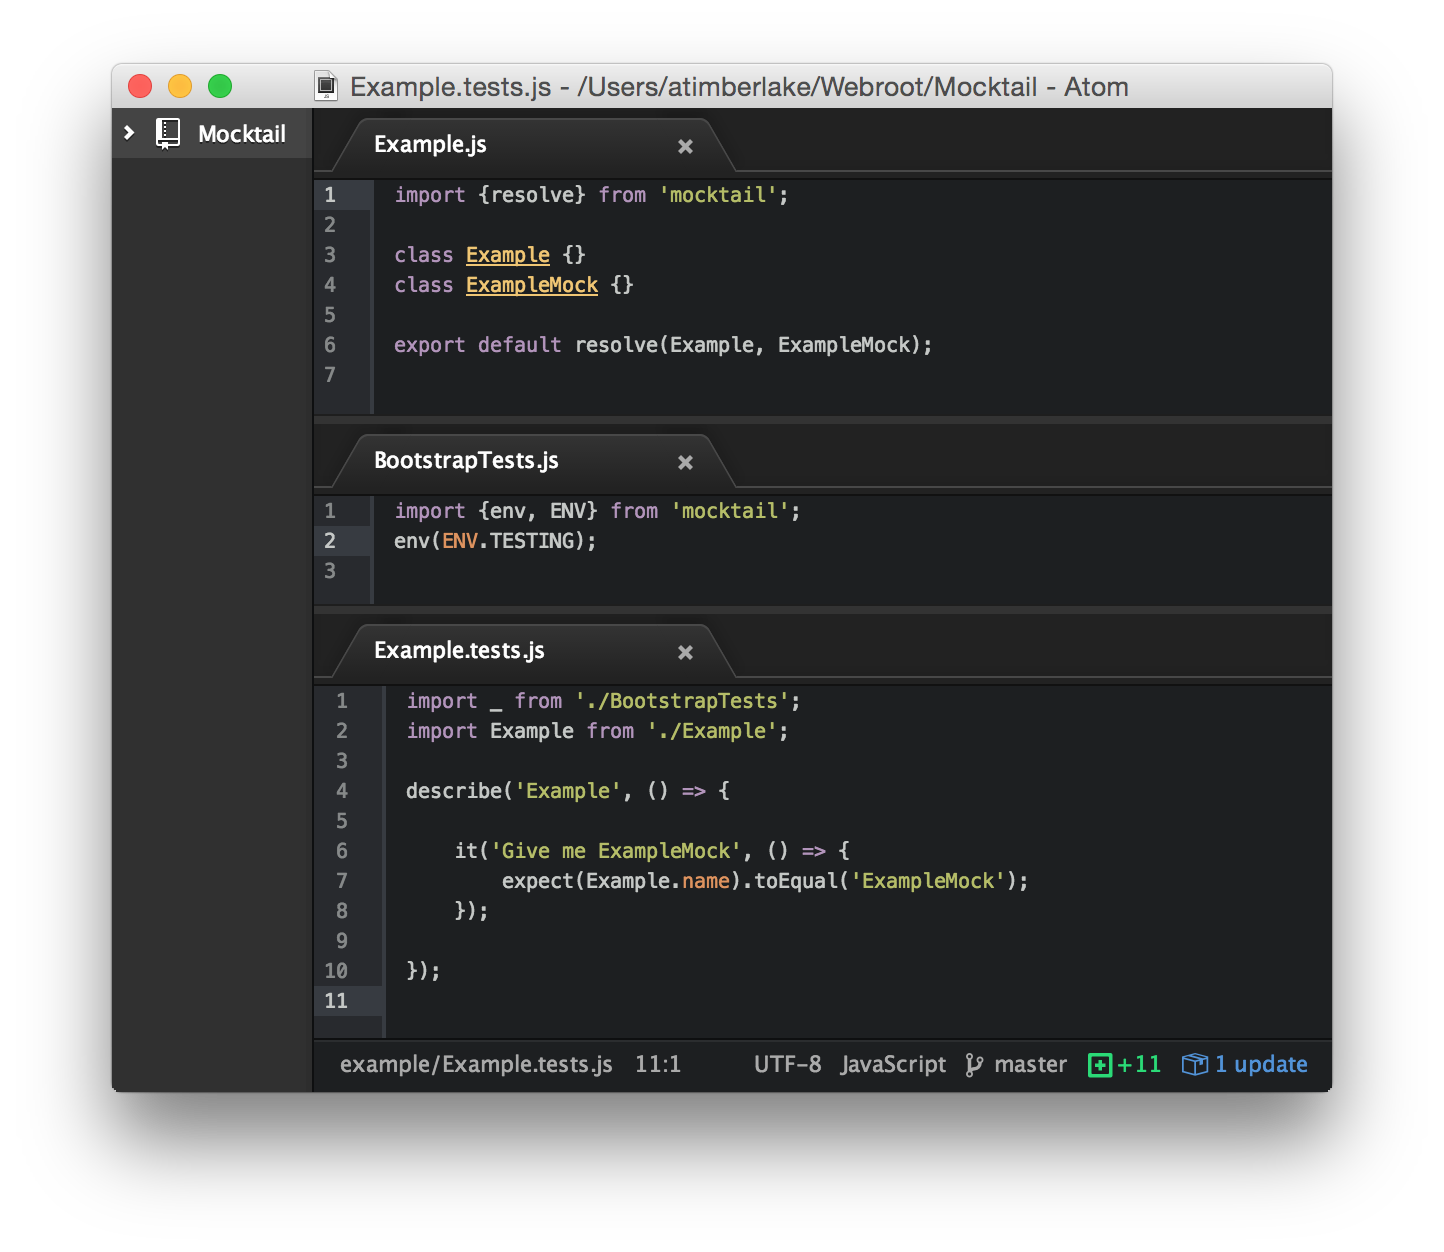 Example.tests.js - /Users/atimberlake/Webroot/Mocktail - Atom
Mocktail
Example.js
1 import {resolve} from 'mocktail';
2
3 class Example {}
4 class ExampleMock {}
5
6 export default resolve(Example, ExampleMock);
7
BootstrapTests.js
1 import {env, ENV} from 'mocktail';
2 env(ENV.TESTING);
3
Example.tests.js
1 import _ from './BootstrapTests';
2 import Example from './Example';
3
4 describe('Example', () => {
5
6     it('Give me ExampleMock', () => {
7         expect(Example.name).toEqual('ExampleMock');
8     });
9
10 });
11
example/Example.tests.js 11:1 UTF-8 JavaScript master +11 1 update